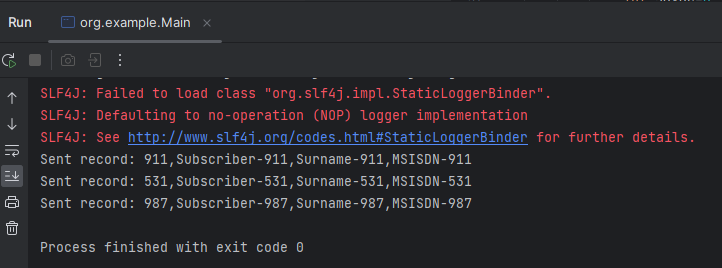 Run
org.example.Main
SLF4J: Failed to load class "org.slf4j.impl.StaticLoggerBinder".
SLF4J: Defaulting to no-operation (NOP) logger implementation
SLF4J: See http://www.slf4j.org/codes.html#StaticLoggerBinder for further details.
Sent record: 911,Subscriber-911,Surname-911,MSISDN-911
Sent record: 531,Subscriber-531,Surname-531,MSISDN-531
Sent record: 987,Subscriber-987,Surname-987,MSISDN-987
Process finished with exit code 0